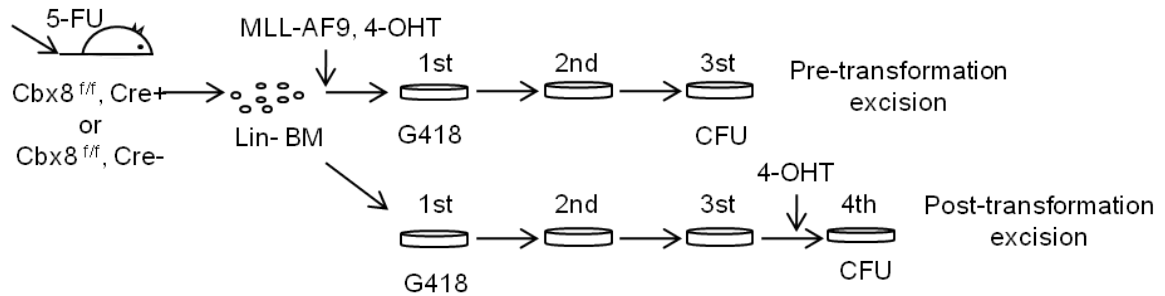 5-FU
Cbx8 f/f, Cre+
or
Cbx8 f/f, Cre-
Lin- BM
MLL-AF9, 4-OHT
1st
2nd
3st
G418
CFU
Pre-transformation
excision
1st
2nd
3st
4-OHT
4th
G418
CFU
Post-transformation
excision